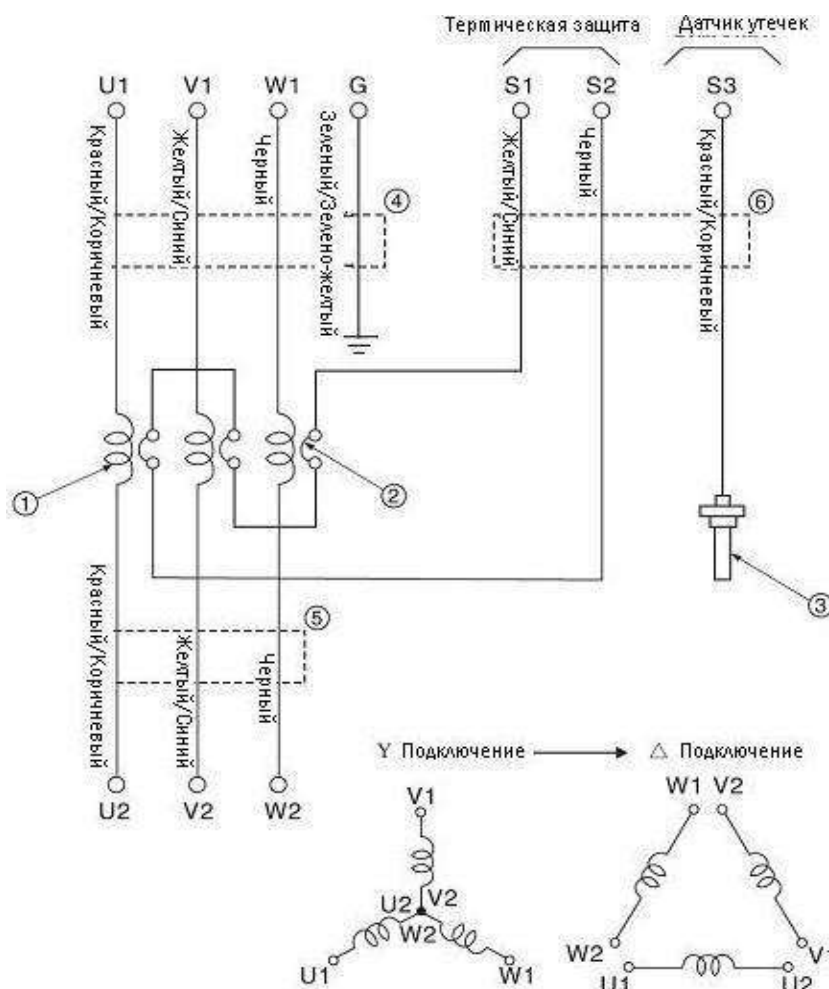 Термическая защита Датчик утечек
U1 V1 W1 G S1 S2 S3
Красный/Коричневый
Желтый/Синий
Черный
Зеленый/Зелено-желтый
Желтый/Синий
Черный
Красный/Коричневый
④ ⑥
① ② ③
⑤
Красный/Коричневый
Желтый/Синий
Черный
U2 V2 W2
Y Подключение △ Подключение
V1 W1 V2
U2 V2
W2
U1 W1 W2 V1
U1 U2